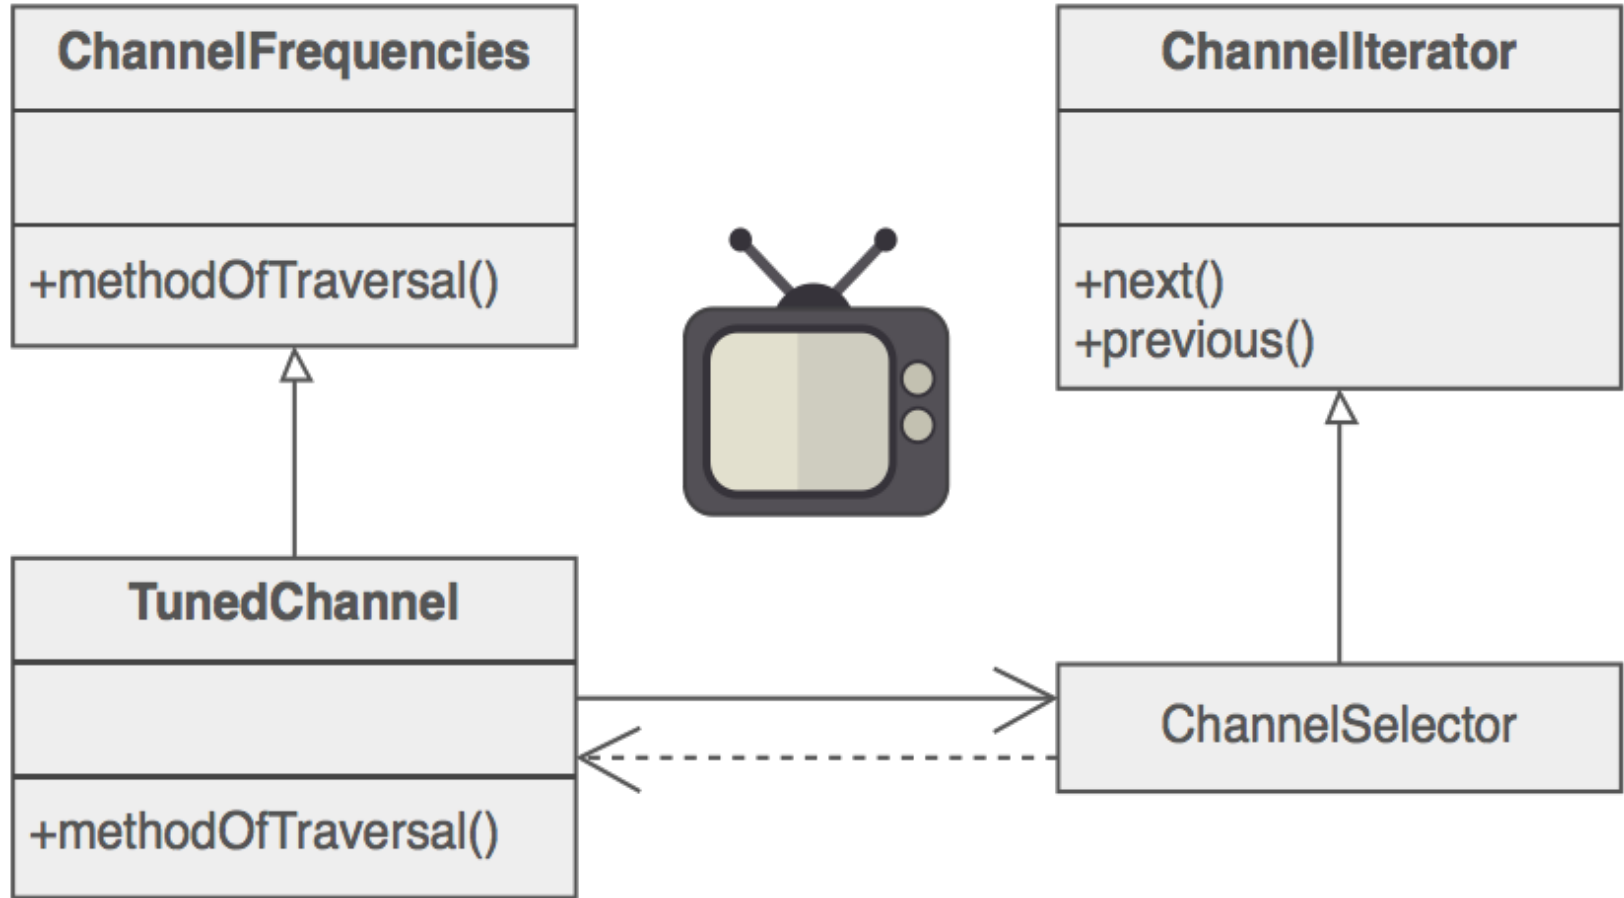 ChannelFrequencies
+methodOfTraversal()
ChannelIterator
+next()
+previous()
TunedChannel
+methodOfTraversal()
ChannelSelector